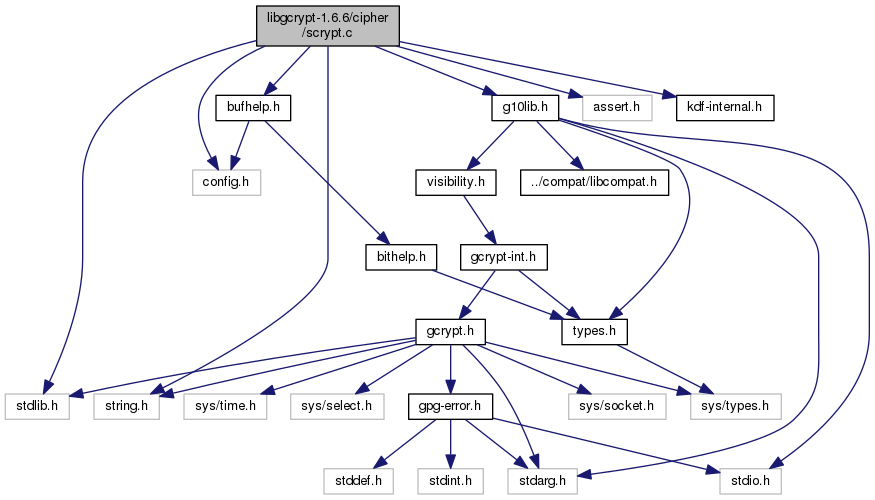 libgcrypt-1.6.6/cipher
/scrypt.c
bufhelp.h
g10lib.h
assert.h
kdf-internal.h
config.h
visibility.h
../compat/libcompat.h
bithelp.h
gcrypt-int.h
gcrypt.h
types.h
stdlib.h
string.h
sys/time.h
sys/select.h
gpg-error.h
sys/socket.h
sys/types.h
stddef.h
stdint.h
stdarg.h
stdio.h